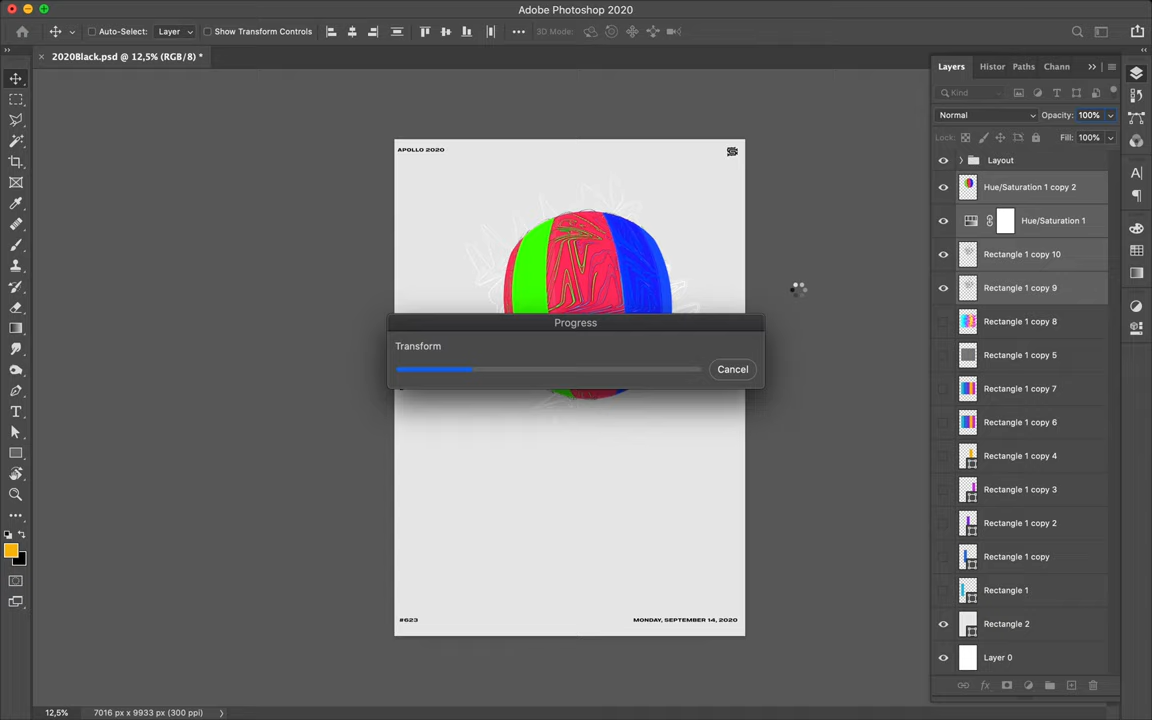 Adobe Photoshop 2020
Auto-Select: Layer Show Transform Controls 3D Mode:
2020Black.psd @ 12,5% (RGB/8) *
Layers Histor Paths Chann
Kind
Normal Opacity: 100%
Lock: Fill: 100%
Layout
Hue/Saturation 1 copy 2
Hue/Saturation 1
Rectangle 1 copy 10
Rectangle 1 copy 9
Rectangle 1 copy 8
Rectangle 1 copy 5
Rectangle 1 copy 7
Rectangle 1 copy 6
Rectangle 1 copy 4
Rectangle 1 copy 3
Rectangle 1 copy 2
Rectangle 1 copy
Rectangle 1
Rectangle 2
Layer 0
APOLLO 2020
Progress
Transform
Cancel
#623 MONDAY, SEPTEMBER 14, 2020
12,5% 7016 px x 9933 px (300 ppi)